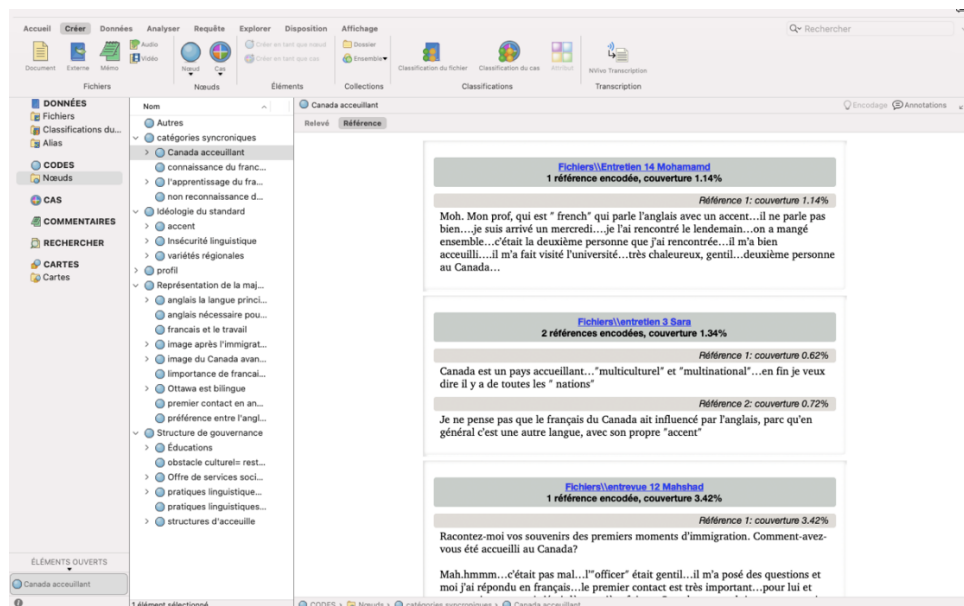 Accueil Créer Données Analyser Requête Explorer Disposition Affichage
Rechercher
Document Externe Mémo Audio Vidéo
Nœud Cas
Créer en tant que nœud
Créer en tant que cas
Dossier
Ensemble
Classification du fichier Classification du cas Attribut
NVivo Transcription
Fichiers Nœuds Éléments Collections Classifications Transcription
DONNÉES
Fichiers
Classifications du...
Alias
CODES
Nœuds
CAS
COMMENTAIRES
RECHERCHER
CARTES
Cartes
ÉLÉMENTS OUVERTS
Canada acceuillant
Nom
Autres
catégories syncroniques
Canada acceuillant
connaissance du franc...
l'apprentissage du fra...
non reconnaissance d...
Idéologie du standard
accent
Insécurité linguistique
variétés régionales
profil
Représentation de la maj...
anglais la langue princi...
anglais nécessaire pou...
francais et le travail
image après l'immigrat...
image du Canada avan...
limportance de francai...
Ottawa est bilingue
premier contact en an...
préférence entre l'angl...
Structure de gouvernance
Éducations
obstacle culturel= rest...
Offre de services soci...
pratiques linguistique...
pratiques linguistiques...
structures d'acceuille
1 élément sélectionné
Canada acceuillant
Encodage Annotations
Relevé Référence
Fichiers\\Entretien 14 Mohamamd
1 référence encodée, couverture 1.14%
Référence 1: couverture 1.14%
Moh. Mon prof, qui est " french" qui parle l'anglais avec un accent…il ne parle pas
bien….je suis arrivé un mercredi….je l'ai rencontré le lendemain…on a mangé
ensemble…c'était la deuxième personne que j'ai rencontrée…il m'a bien
acceuilli….il m'a fait visité l'université…très chaleureux, gentil…deuxième personne
au Canada…
Fichiers\\entretien 3 Sara
2 références encodées, couverture 1.34%
Référence 1: couverture 0.62%
Canada est un pays accueillant…"multiculturel" et "multinational"…en fin je veux
dire il y a de toutes les " nations"
Référence 2: couverture 0.72%
Je ne pense pas que le français du Canada ait influencé par l'anglais, parc qu'en
général c'est une autre langue, avec son propre "accent"
Fichiers\\entrevue 12 Mahshad
1 référence encodée, couverture 3.42%
Référence 1: couverture 3.42%
Racontez-moi vos souvenirs des premiers moments d'immigration. Comment-avez-
vous été accueilli au Canada?
Mah.hmmm…c'était pas mal…l'"officer" était gentil…il m'a posé des questions et
moi j'ai répondu en français…le premier contact est très important…pour lui et
CODES > Nœuds > catégories syncroniques > Canada acceuillant